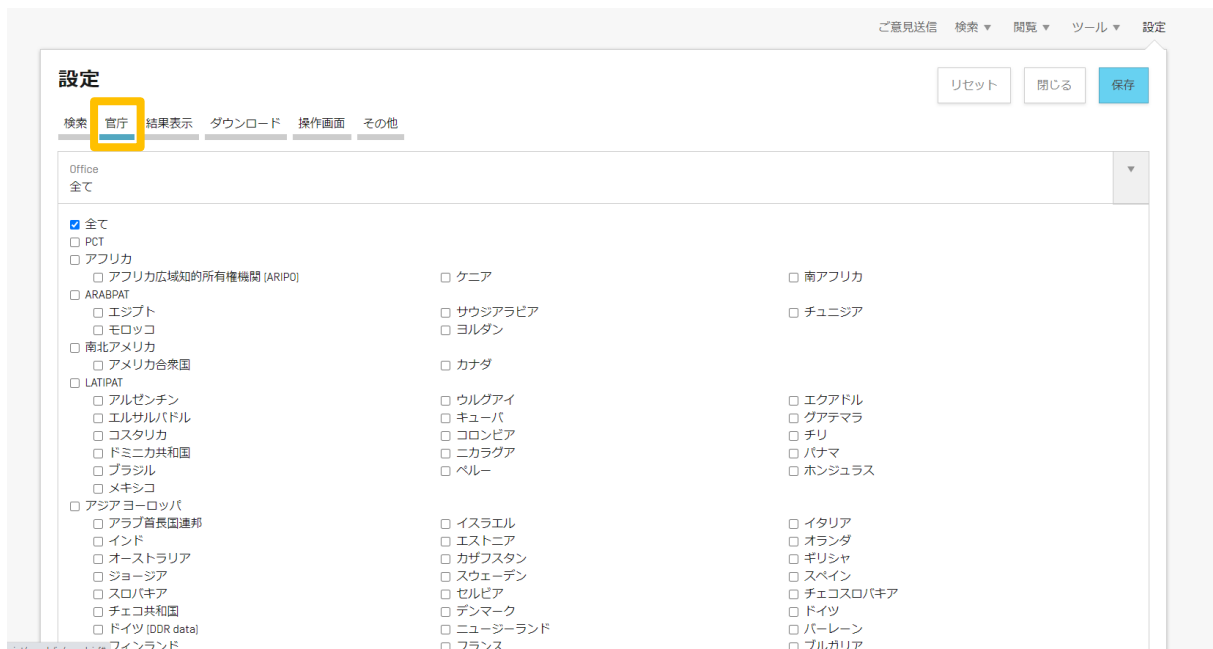 ご意見送信 検索 ▼ 閲覧 ▼ ツール ▼ 設定
設定
リセット 閉じる 保存
検索 官庁 結果表示 ダウンロード 操作画面 その他
Office
全て
全て
PCT
アフリカ
アフリカ広域知的所有権機関 (ARIPO) ケニア 南アフリカ
ARABPAT
エジプト サウジアラビア チュニジア
モロッコ ヨルダン
南北アメリカ
アメリカ合衆国 カナダ
LATIPAT
アルゼンチン ウルグアイ エクアドル
エルサルバドル キューバ グアテマラ
コスタリカ コロンビア チリ
ドミニカ共和国 ニカラグア パナマ
ブラジル ペルー ホンジュラス
メキシコ
アジア ヨーロッパ
アラブ首長国連邦 イスラエル イタリア
インド エストニア オランダ
オーストラリア カザフスタン ギリシャ
ジョージア スウェーデン スペイン
スロバキア セルビア チェコスロバキア
チェコ共和国 デンマーク ドイツ
ドイツ (DDR data) ニュージーランド バーレーン
フィンランド フランス ブルガリア